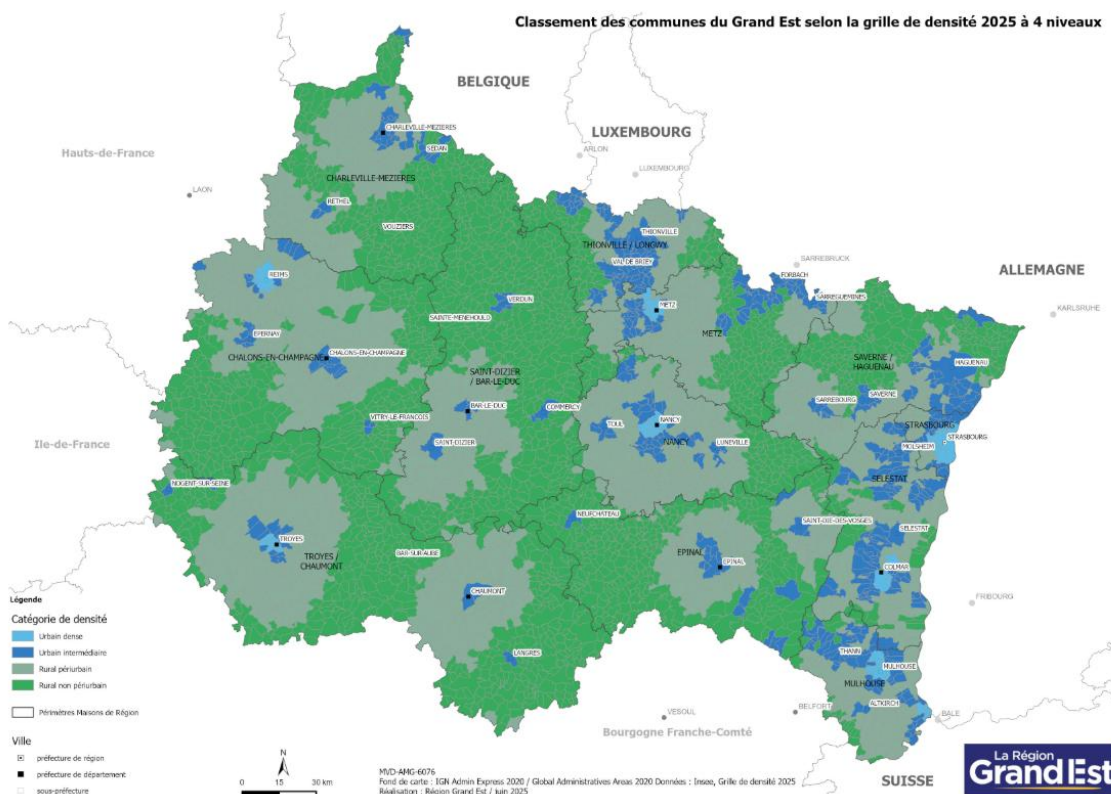 Classement des communes du Grand Est selon la grille de densité 2025 à 4 niveaux
BELGIQUE
LUXEMBOURG
ARLON
LUXEMBOURG
Hauts-de-France
LAON
CHARLEVILLE-MEZIERES
SEDAN
CHARLEVILLE-MEZIERES
RETHEL
VOUZIERS
THIONVILLE
THIONVILLE / LONGWY
VAL DE BRIEY
SARREBRUCK
FORBACH
ALLEMAGNE
SARREGUEMINES
KARLSRUHE
REIMS
VERDUN
METZ
SAINTE-MENEHOULD
METZ
EPERNAY
CHALONS-EN-CHAMPAGNE
CHALONS-EN-CHAMPAGNE
SAVERNE /
HAGUENAU
HAGUENAU
SAINT-DIZIER
/ BAR-LE-DUC
SARREBOURG
SAVERNE
BAR-LE-DUC
COMMERCY
VITRY-LE-FRANCOIS
TOUL
NANCY
NANCY
STRASBOURG
STRASBOURG
MOLSHEIM
Ile-de-France
SAINT-DIZIER
LUNEVILLE
SELESTAT
NOGENT-SUR-SEINE
NEUFCHATEAU
SAINT-DIE-DES-VOSGES
SELESTAT
TROYES
TROYES /
CHAUMONT
BAR-SUR-AUBE
EPINAL
EPINAL
COLMAR
CHAUMONT
FRIBOURG
LANGRES
THANN
MULHOUSE
MULHOUSE
ALTKIRCH
VESOUL
BELFORT
BALE
Bourgogne Franche-Comté
SUISSE
Légende
Catégorie de densité
Urbain dense
Urbain intermédiaire
Rural périurbain
Rural non périurbain
Périmètres Maisons de Région
Ville
préfecture de région
préfecture de département
sous-préfecture
N
0 15 30 km
MVD-AMG-6076
Fond de carte : IGN Admin Express 2020 / Global Administratives Areas 2020 Données : Insee, Grille de densité 2025
Réalisation : Région Grand Est / juin 2025
La Région
Grand Est